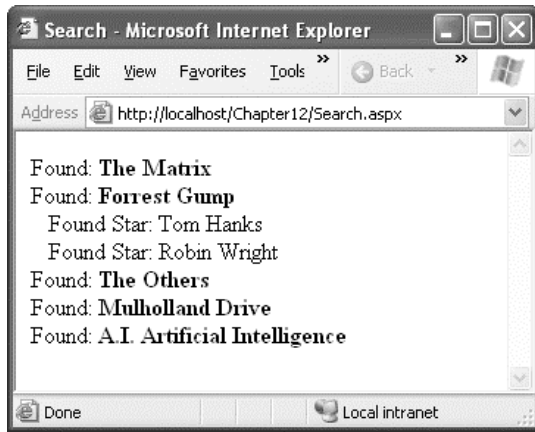 Search - Microsoft Internet Explorer
File Edit View Favorites Tools » Back »
Address http://localhost/Chapter12/Search.aspx
Found: The Matrix
Found: Forrest Gump
Found Star: Tom Hanks
Found Star: Robin Wright
Found: The Others
Found: Mulholland Drive
Found: A.I. Artificial Intelligence
Done Local intranet